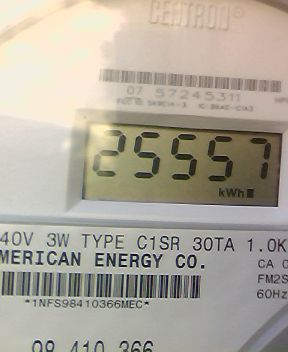 CENTRON®
07 57245311
25557
kWh
40V 3W TYPE C1SR 30TA 1.0K
MERICAN ENERGY CO.
CA 0
FM2S
60Hz
*1NFS98410366MEC*
98 410 366